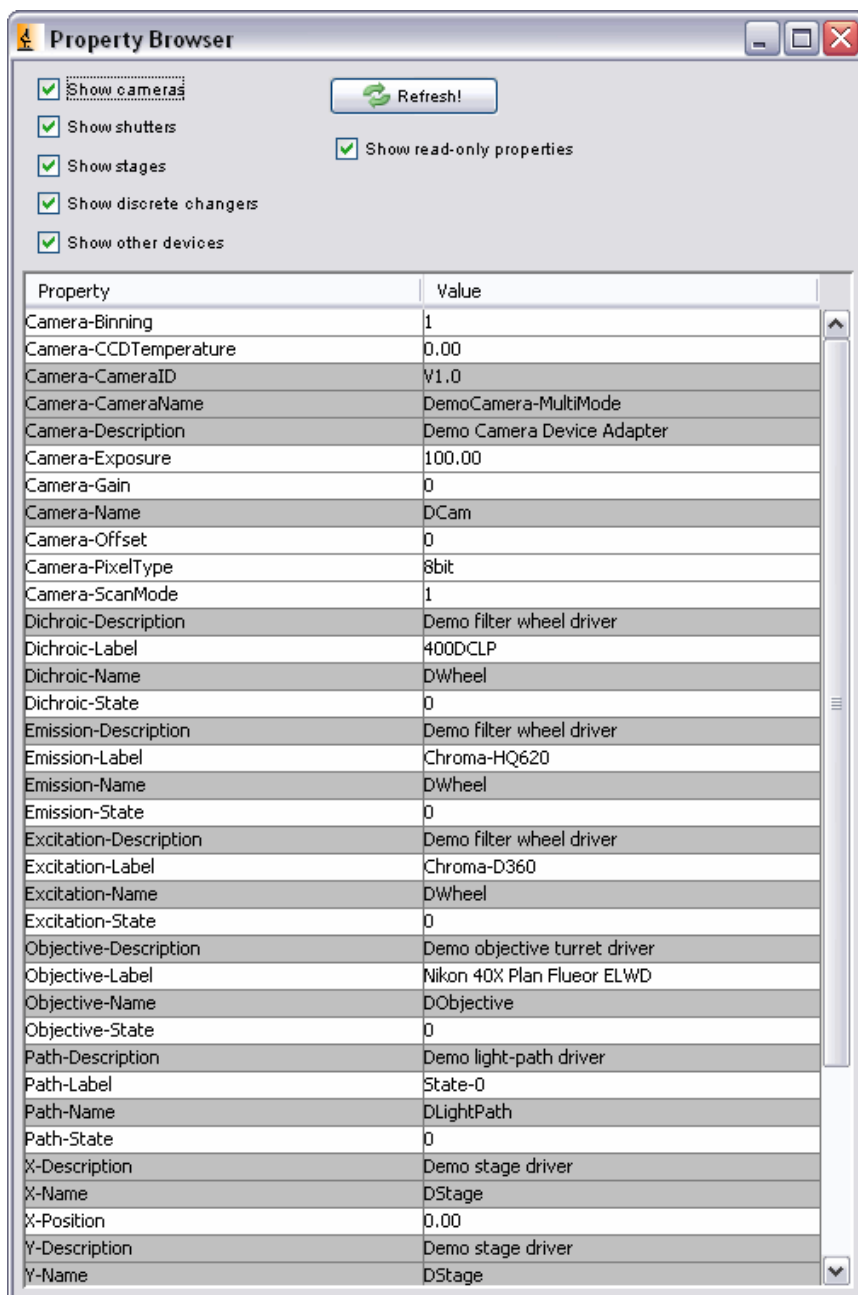 Property Browser
Show cameras
Refresh!
Show shutters
Show read-only properties
Show stages
Show discrete changers
Show other devices
Property Value
Camera-Binning 1
Camera-CCDTemperature 0.00
Camera-CameraID V1.0
Camera-CameraName DemoCamera-MultiMode
Camera-Description Demo Camera Device Adapter
Camera-Exposure 100.00
Camera-Gain 0
Camera-Name DCam
Camera-Offset 0
Camera-PixelType 8bit
Camera-ScanMode 1
Dichroic-Description Demo filter wheel driver
Dichroic-Label 400DCLP
Dichroic-Name DWheel
Dichroic-State 0
Emission-Description Demo filter wheel driver
Emission-Label Chroma-HQ620
Emission-Name DWheel
Emission-State 0
Excitation-Description Demo filter wheel driver
Excitation-Label Chroma-D360
Excitation-Name DWheel
Excitation-State 0
Objective-Description Demo objective turret driver
Objective-Label Nikon 40X Plan Flueor ELWD
Objective-Name DObjective
Objective-State 0
Path-Description Demo light-path driver
Path-Label State-0
Path-Name DLightPath
Path-State 0
X-Description Demo stage driver
X-Name DStage
X-Position 0.00
Y-Description Demo stage driver
Y-Name DStage